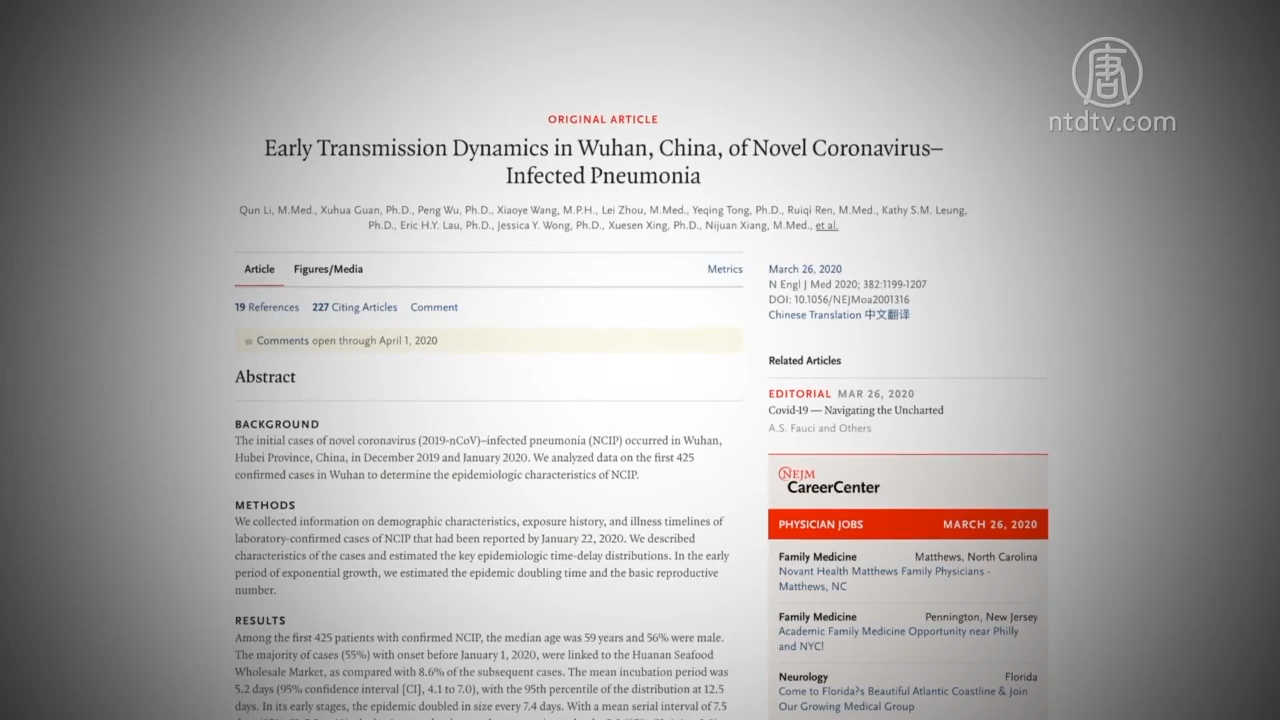 唐
ntdtv.com
ORIGINAL ARTICLE
Early Transmission Dynamics in Wuhan, China, of Novel Coronavirus–
Infected Pneumonia
Qun Li, M.Med., Xuhua Guan, Ph.D., Peng Wu, Ph.D., Xiaoye Wang, M.P.H., Lei Zhou, M.Med., Yeqing Tong, Ph.D., Ruiqi Ren, M.Med., Kathy S.M. Leung,
Ph.D., Eric H.Y. Lau, Ph.D., Jessica Y. Wong, Ph.D., Xuesen Xing, Ph.D., Nijuan Xiang, M.Med., et al.
Article Figures/Media Metrics
19 References 227 Citing Articles Comment
Comments open through April 1, 2020
Abstract
BACKGROUND
The initial cases of novel coronavirus (2019-nCoV)–infected pneumonia (NCIP) occurred in Wuhan,
Hubei Province, China, in December 2019 and January 2020. We analyzed data on the first 425
confirmed cases in Wuhan to determine the epidemiologic characteristics of NCIP.
METHODS
We collected information on demographic characteristics, exposure history, and illness timelines of
laboratory-confirmed cases of NCIP that had been reported by January 22, 2020. We described
characteristics of the cases and estimated the key epidemiologic time-delay distributions. In the early
period of exponential growth, we estimated the epidemic doubling time and the basic reproductive
number.
RESULTS
Among the first 425 patients with confirmed NCIP, the median age was 59 years and 56% were male.
The majority of cases (55%) with onset before January 1, 2020, were linked to the Huanan Seafood
Wholesale Market, as compared with 8.6% of the subsequent cases. The mean incubation period was
5.2 days (95% confidence interval [CI], 4.1 to 7.0), with the 95th percentile of the distribution at 12.5
days. In its early stages, the epidemic doubled in size every 7.4 days. With a mean serial interval of 7.5
March 26, 2020
N Engl J Med 2020; 382:1199-1207
DOI: 10.1056/NEJMoa2001316
Chinese Translation 中文翻译
Related Articles
EDITORIAL MAR 26, 2020
Covid-19 — Navigating the Uncharted
A.S. Fauci and Others
NEJM
CareerCenter
PHYSICIAN JOBS MARCH 26, 2020
Family Medicine Matthews, North Carolina
Novant Health Matthews Family Physicians -
Matthews, NC
Family Medicine Pennington, New Jersey
Academic Family Medicine Opportunity near Philly
and NYC!
Neurology Florida
Come to Florida?s Beautiful Atlantic Coastline & Join
Our Growing Medical Group